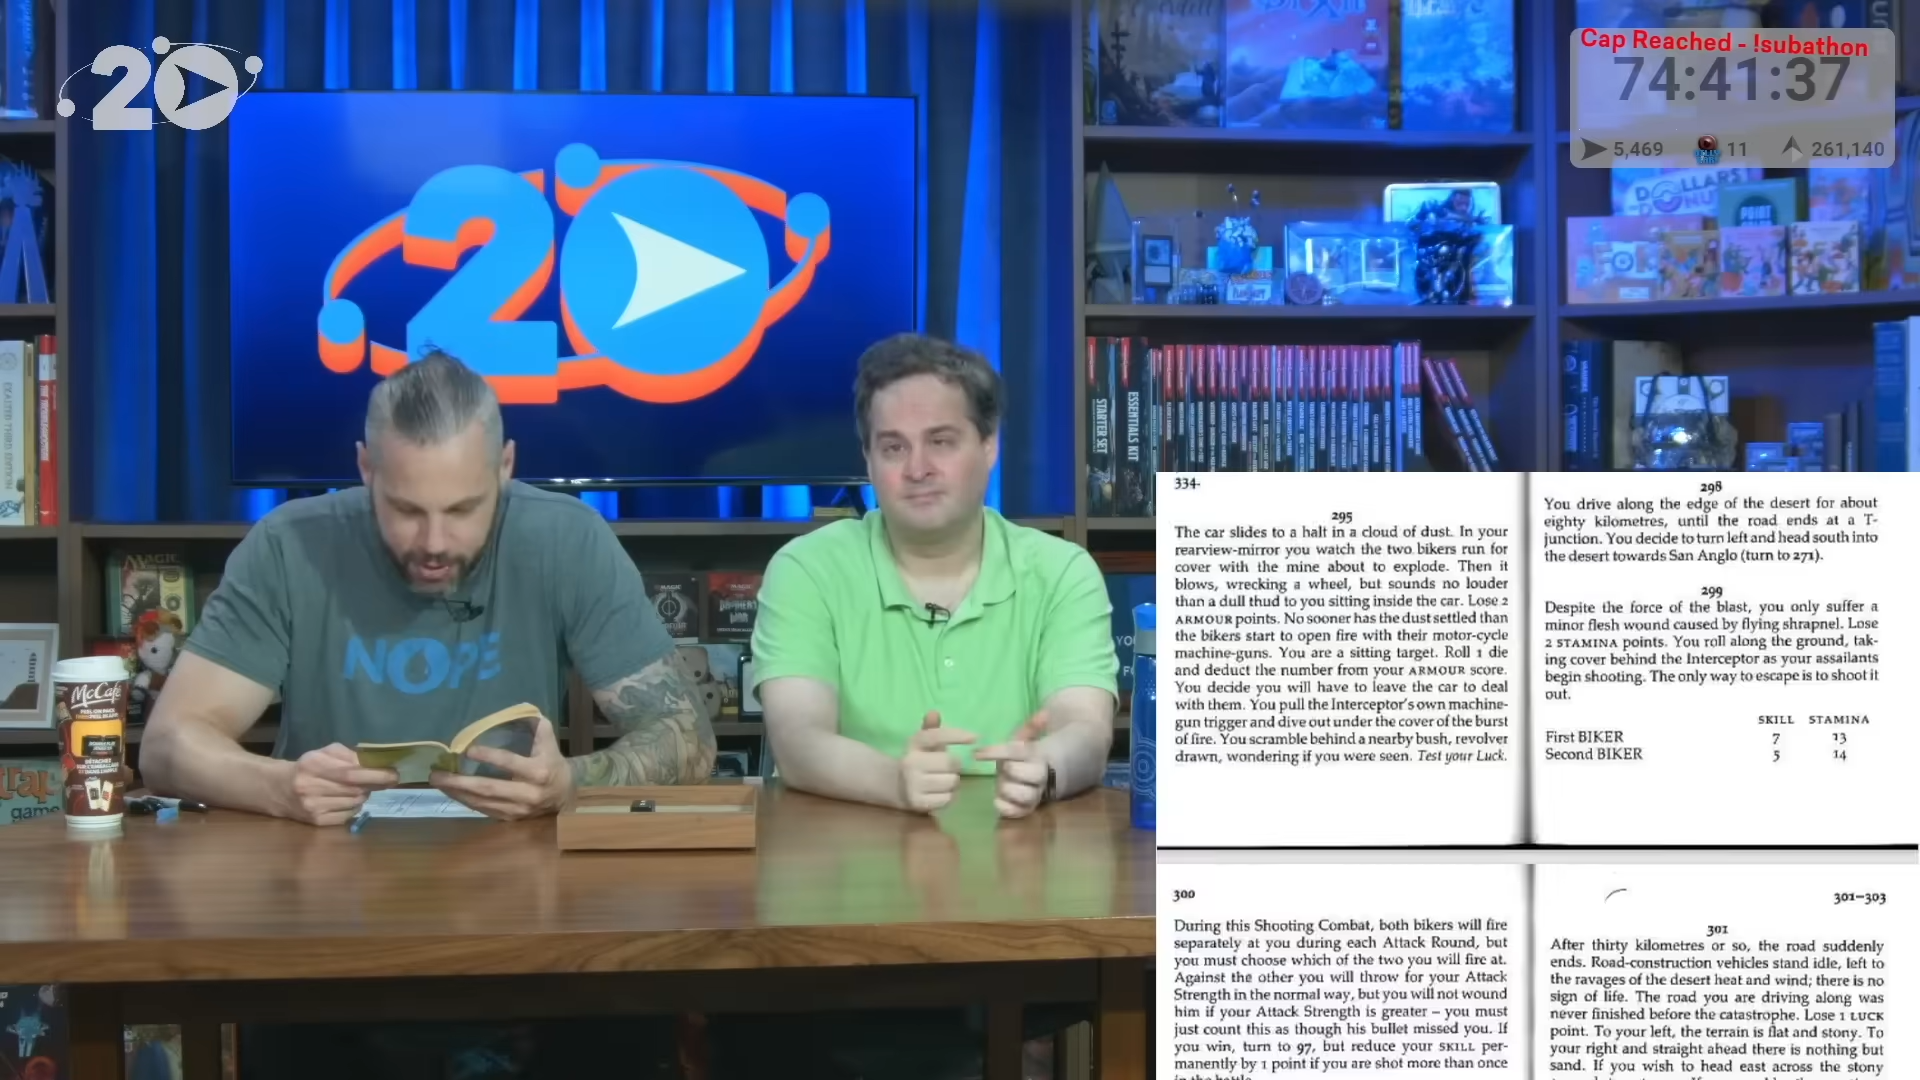 20
Cap Reached - !subathon
74:41:37
5,469
11
261,140
20
DOLLARS
DONU
POINT
STARTER SET
ESSENTIALS KIT
EXALTED THIRD EDITION
MAGIC
MAGIC
McCafé
NOPE
game
334-
295
The car slides to a halt in a cloud of dust. In your
rearview-mirror you watch the two bikers run for
cover with the mine about to explode. Then it
blows, wrecking a wheel, but sounds no louder
than a dull thud to you sitting inside the car. Lose 2
ARMOUR points. No sooner has the dust settled than
the bikers start to open fire with their motor-cycle
machine-guns. You are a sitting target. Roll 1 die
and deduct the number from your ARMOUR score.
You decide you will have to leave the car to deal
with them. You pull the Interceptor's own machine-
gun trigger and dive out under the cover of the burst
of fire. You scramble behind a nearby bush, revolver
drawn, wondering if you were seen. Test your Luck.
298
You drive along the edge of the desert for about
eighty kilometres, until the road ends at a T-
junction. You decide to turn left and head south into
the desert towards San Anglo (turn to 271).
299
Despite the force of the blast, you only suffer a
minor flesh wound caused by flying shrapnel. Lose
2 STAMINA points. You roll along the ground, tak-
ing cover behind the Interceptor as your assailants
begin shooting. The only way to escape is to shoot it
out.
SKILL STAMINA
First BIKER 7 13
Second BIKER 5 14
300
During this Shooting Combat, both bikers will fire
separately at you during each Attack Round, but
you must choose which of the two you will fire at.
Against the other you will throw for your Attack
Strength in the normal way, but you will not wound
him if your Attack Strength is greater – you must
just count this as though his bullet missed you. If
you win, turn to 97, but reduce your SKILL per-
manently by 1 point if you are shot more than once
in the battle.
301–303
301
After thirty kilometres or so, the road suddenly
ends. Road-construction vehicles stand idle, left to
the ravages of the desert heat and wind; there is no
sign of life. The road you are driving along was
never finished before the catastrophe. Lose 1 LUCK
point. To your left, the terrain is flat and stony. To
your right and straight ahead there is nothing but
sand. If you wish to head east across the stony